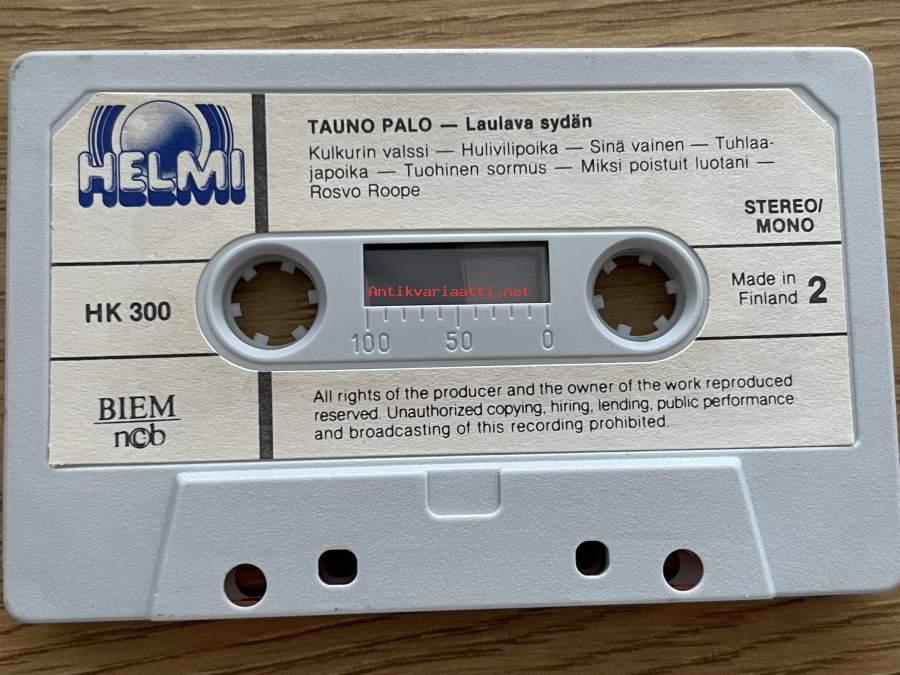 HELMI
TAUNO PALO — Laulava sydän
Kulkurin valssi — Hulivilipoika — Sinä vainen — Tuhlaa-
japoika — Tuohinen sormus — Miksi poistuit luotani —
Rosvo Roope
STEREO/
MONO
HK 300
Antikvariaatti.net
100 50 0
Made in
Finland 2
BIEM
ncb
All rights of the producer and the owner of the work reproduced
reserved. Unauthorized copying, hiring, lending, public performance
and broadcasting of this recording prohibited.